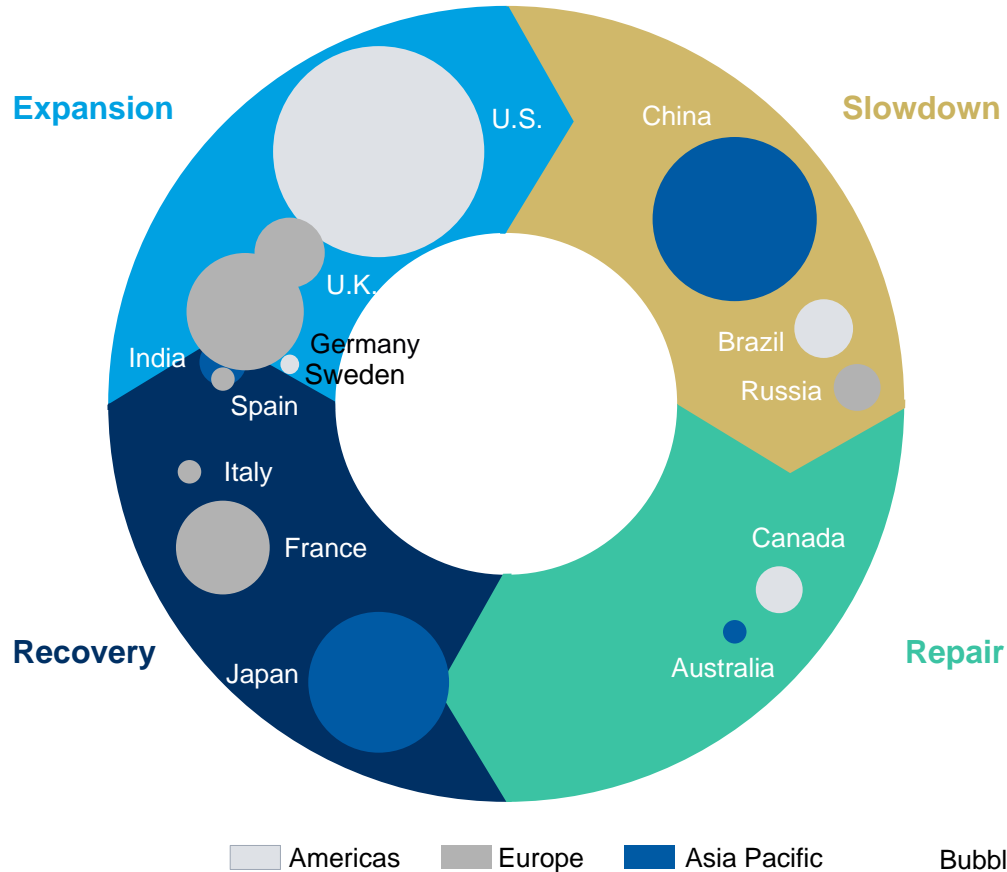 U.S.
China
Expansion
Slowdown
U.K.
Brazil
Germany
India
Sweden
Russia
Spain
Italy
France
Canada
Recovery
Repair
Japan
Australia
Americas
Europe
Asia Pacific
Bubbl